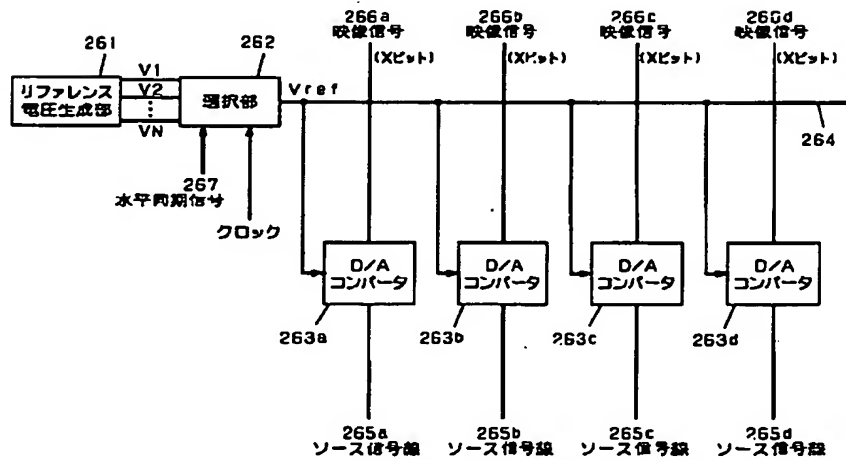 266a 266b 266c 266d
映像信号 映像信号 映像信号 映像信号
(Xビット) (Xビット) (Xビット) (Xビット)
261 262
V1
V2
VN
リファレンス
電圧生成部
選択部
Vref
264
267
水平同期信号
クロック
D/A
コンバータ
D/A
コンバータ
D/A
コンバータ
D/A
コンバータ
263a 263b 263c 263d
265a 265b 265c 265d
ソース信号線 ソース信号線 ソース信号線 ソース信号線